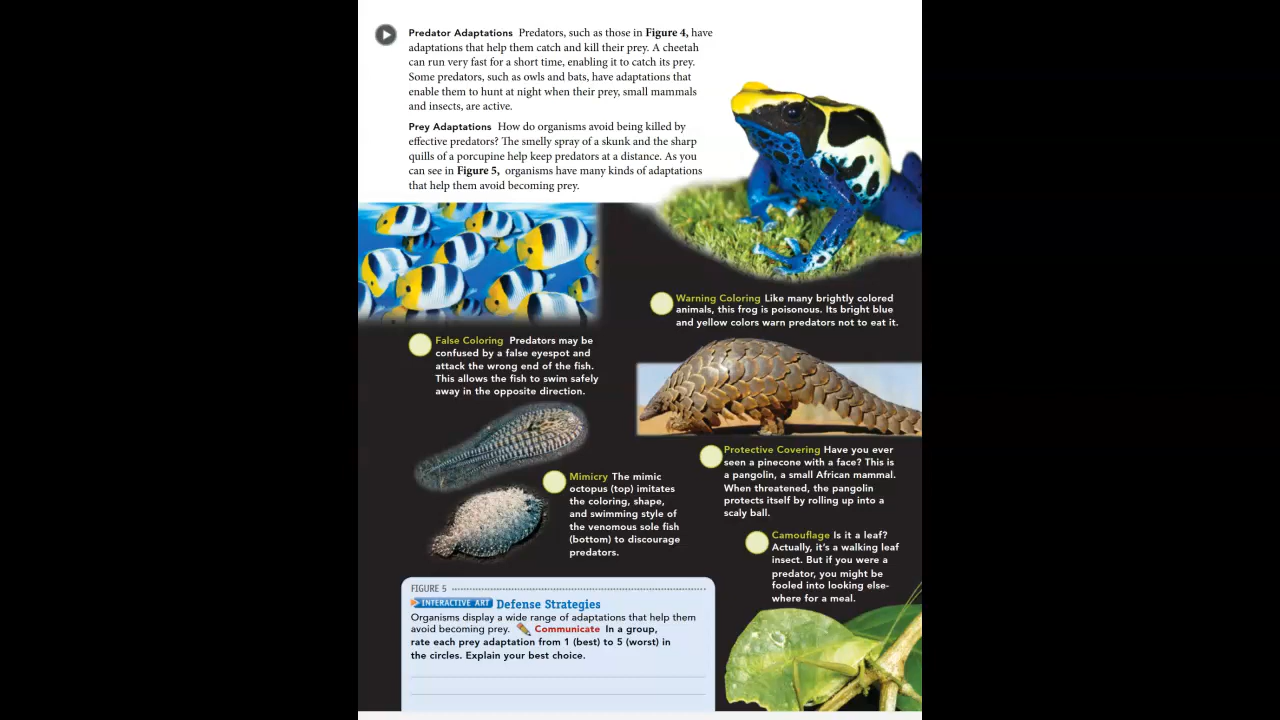 Predator Adaptations Predators, such as those in Figure 4, have
adaptations that help them catch and kill their prey. A cheetah
can run very fast for a short time, enabling it to catch its prey.
Some predators, such as owls and bats, have adaptations that
enable them to hunt at night when their prey, small mammals
and insects, are active.
Prey Adaptations How do organisms avoid being killed by
effective predators? The smelly spray of a skunk and the sharp
quills of a porcupine help keep predators at a distance. As you
can see in Figure 5, organisms have many kinds of adaptations
that help them avoid becoming prey.
Warning Coloring Like many brightly colored
animals, this frog is poisonous. Its bright blue
and yellow colors warn predators not to eat it.
False Coloring Predators may be
confused by a false eyespot and
attack the wrong end of the fish.
This allows the fish to swim safely
away in the opposite direction.
Protective Covering Have you ever
seen a pinecone with a face? This is
a pangolin, a small African mammal.
When threatened, the pangolin
protects itself by rolling up into a
scaly ball.
Mimicry The mimic
octopus (top) imitates
the coloring, shape,
and swimming style of
the venomous sole fish
(bottom) to discourage
predators.
Camouflage Is it a leaf?
Actually, it's a walking leaf
insect. But if you were a
predator, you might be
fooled into looking else-
where for a meal.
FIGURE 5
INTERACTIVE ART Defense Strategies
Organisms display a wide range of adaptations that help them
avoid becoming prey. Communicate In a group,
rate each prey adaptation from 1 (best) to 5 (worst) in
the circles. Explain your best choice.